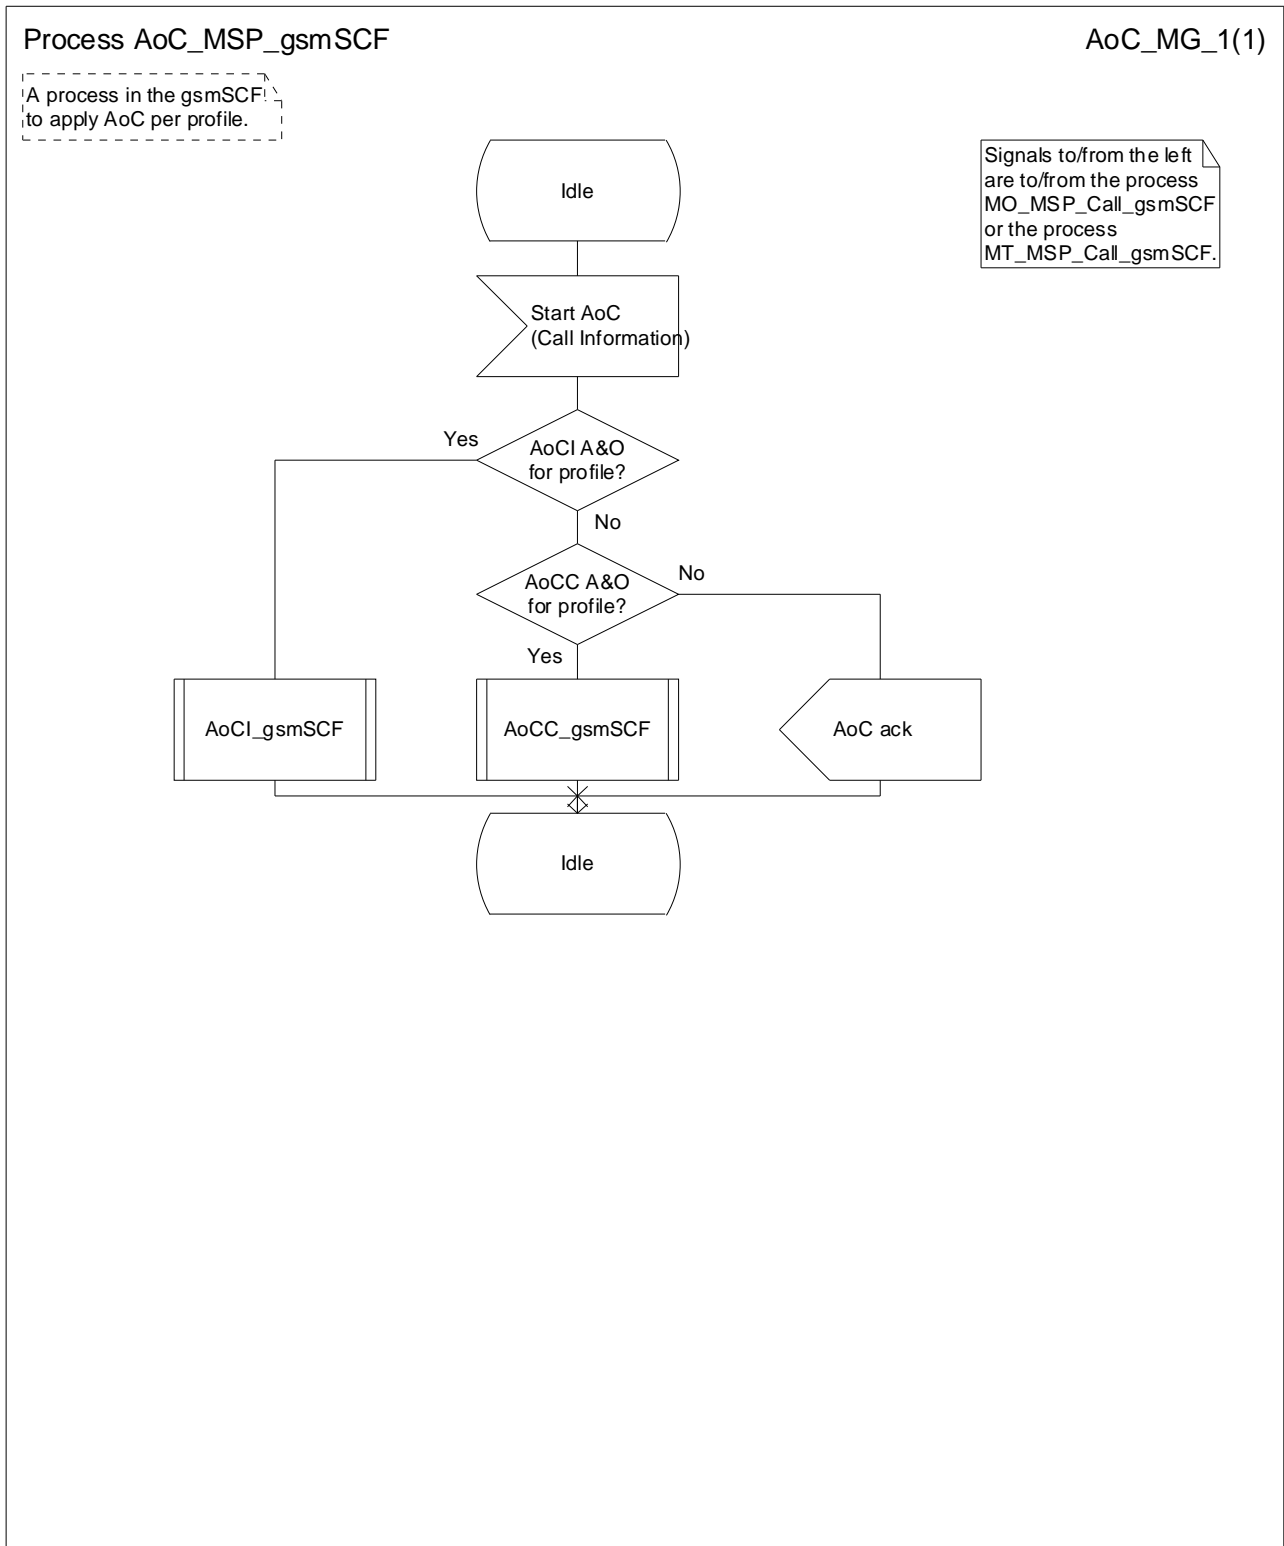 Process AoC_MSP_gsmSCF
AoC_MG_1(1)
A process in the gsmSCF
to apply AoC per profile.
Signals to/from the left
are to/from the process
MO_MSP_Call_gsmSCF
or the process
MT_MSP_Call_gsmSCF.
Idle
Start AoC
(Call Information)
Yes
AoCI A&O
for profile?
No
AoCC A&O
for profile?
No
Yes
AoCI_gsmSCF
AoCC_gsmSCF
AoC ack
Idle